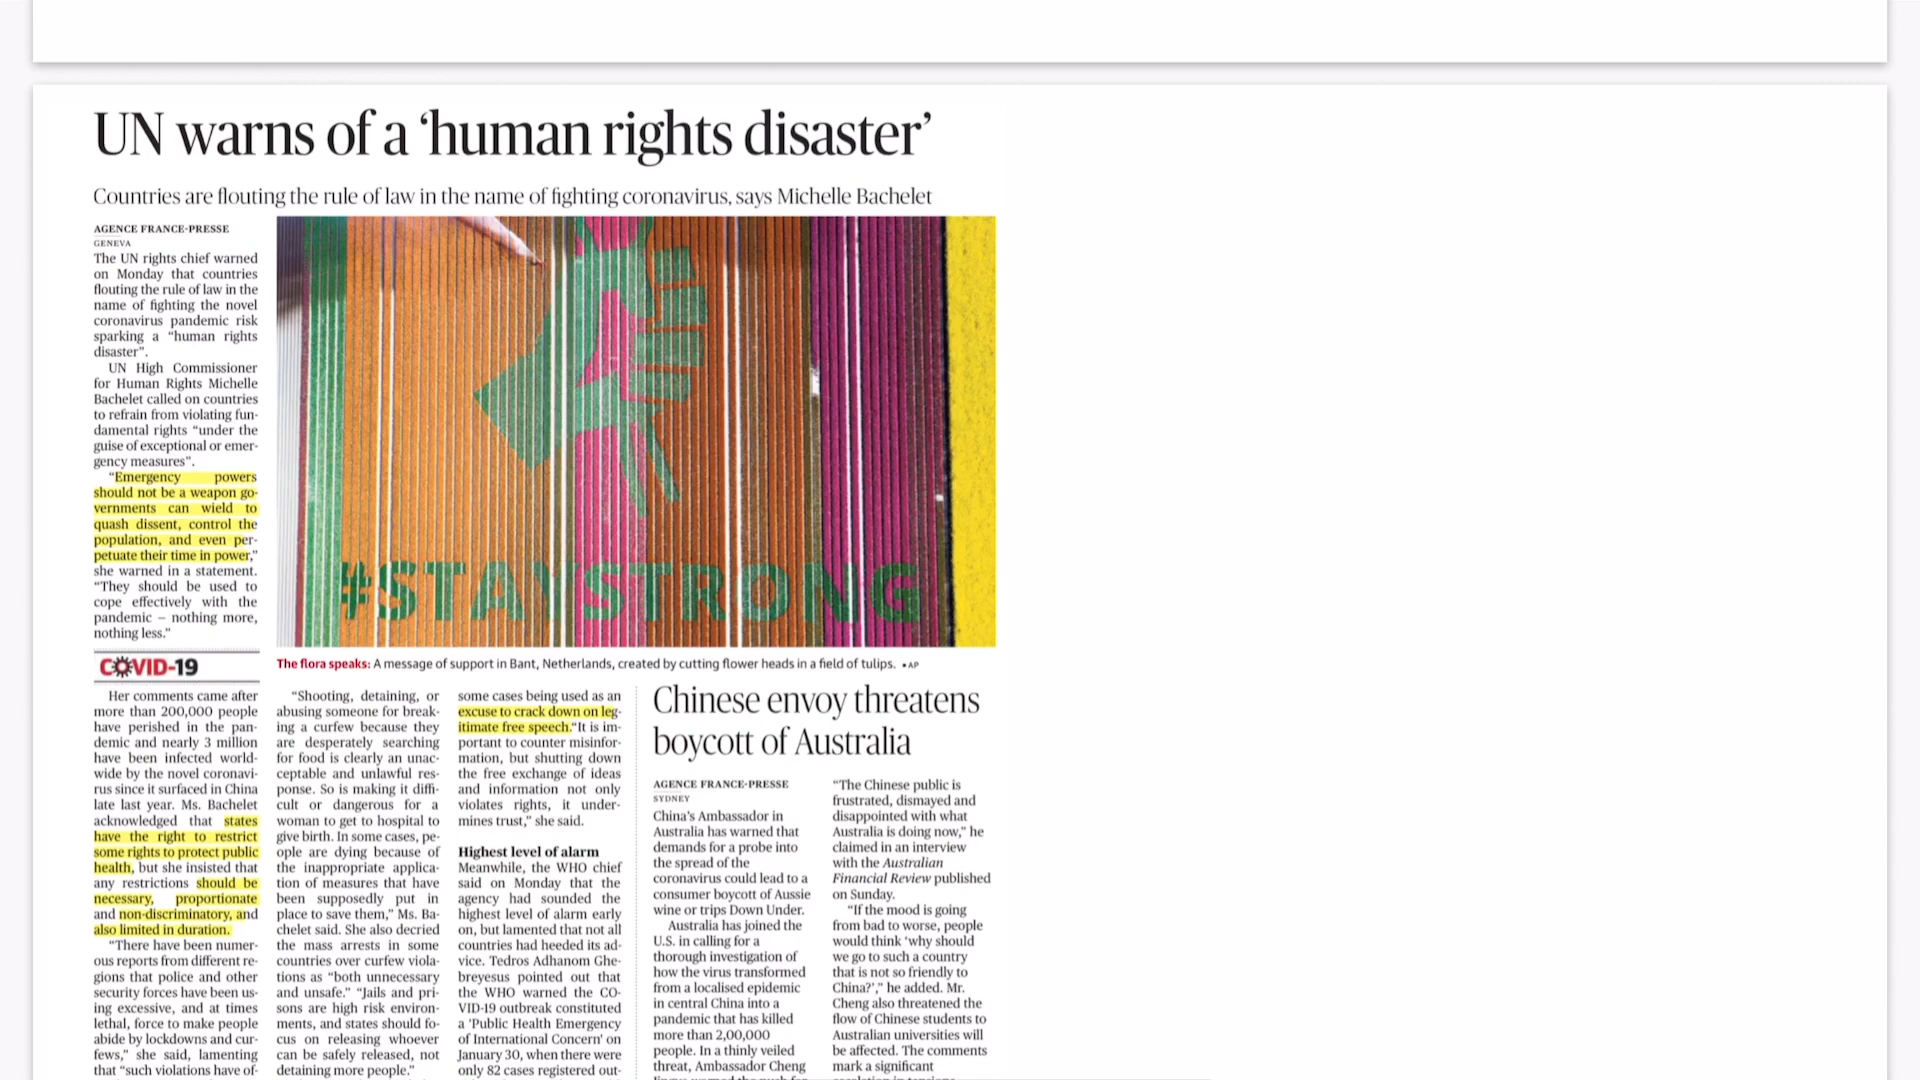 UN warns of a ‘human rights disaster’
Countries are flouting the rule of law in the name of fighting coronavirus, says Michelle Bachelet
AGENCE FRANCE-PRESSE
GENEVA
The UN rights chief warned
on Monday that countries
flouting the rule of law in the
name of fighting the novel
coronavirus pandemic risk
sparking a “human rights
disaster”.
UN High Commissioner
for Human Rights Michelle
Bachelet called on countries
to refrain from violating fun-
damental rights “under the
guise of exceptional or emer-
gency measures”.
“Emergency powers
should not be a weapon go-
vernments can wield to
quash dissent, control the
population, and even per-
petuate their time in power,”
she warned in a statement.
“They should be used to
cope effectively with the
pandemic – nothing more,
nothing less.”
COVID-19
Her comments came after
more than 200,000 people
have perished in the pan-
demic and nearly 3 million
have been infected world-
wide by the novel coronavi-
rus since it surfaced in China
late last year. Ms. Bachelet
acknowledged that states
have the right to restrict
some rights to protect public
health, but she insisted that
any restrictions should be
necessary, proportionate
and non-discriminatory, and
also limited in duration.
“There have been numer-
ous reports from different re-
gions that police and other
security forces have been us-
ing excessive, and at times
lethal, force to make people
abide by lockdowns and cur-
fews,” she said, lamenting
that “such violations have of-
#STAYSTRONG
The flora speaks: A message of support in Bant, Netherlands, created by cutting flower heads in a field of tulips. •AP
“Shooting, detaining, or
abusing someone for break-
ing a curfew because they
are desperately searching
for food is clearly an unac-
ceptable and unlawful res-
ponse. So is making it diffi-
cult or dangerous for a
woman to get to hospital to
give birth. In some cases, pe-
ople are dying because of
the inappropriate applica-
tion of measures that have
been supposedly put in
place to save them,” Ms. Ba-
chelet said. She also decried
the mass arrests in some
countries over curfew viola-
tions as “both unnecessary
and unsafe.” “Jails and pri-
sons are high risk environ-
ments, and states should fo-
cus on releasing whoever
can be safely released, not
detaining more people.”
some cases being used as an
excuse to crack down on leg-
itimate free speech.“It is im-
portant to counter misinfor-
mation, but shutting down
the free exchange of ideas
and information not only
violates rights, it under-
mines trust,” she said.
Highest level of alarm
Meanwhile, the WHO chief
said on Monday that the
agency had sounded the
highest level of alarm early
on, but lamented that not all
countries had heeded its ad-
vice. Tedros Adhanom Ghe-
breyesus pointed out that
the WHO warned the CO-
VID-19 outbreak constituted
a ‘Public Health Emergency
of International Concern’ on
January 30, when there were
only 82 cases registered out-
Chinese envoy threatens
boycott of Australia
AGENCE FRANCE-PRESSE
SYDNEY
China’s Ambassador in
Australia has warned that
demands for a probe into
the spread of the
coronavirus could lead to a
consumer boycott of Aussie
wine or trips Down Under.
Australia has joined the
U.S. in calling for a
thorough investigation of
how the virus transformed
from a localised epidemic
in central China into a
pandemic that has killed
more than 2,00,000
people. In a thinly veiled
threat, Ambassador Cheng
“The Chinese public is
frustrated, dismayed and
disappointed with what
Australia is doing now,” he
claimed in an interview
with the Australian
Financial Review published
on Sunday.
“If the mood is going
from bad to worse, people
would think ‘why should
we go to such a country
that is not so friendly to
China?’,” he added. Mr.
Cheng also threatened the
flow of Chinese students to
Australian universities will
be affected. The comments
mark a significant